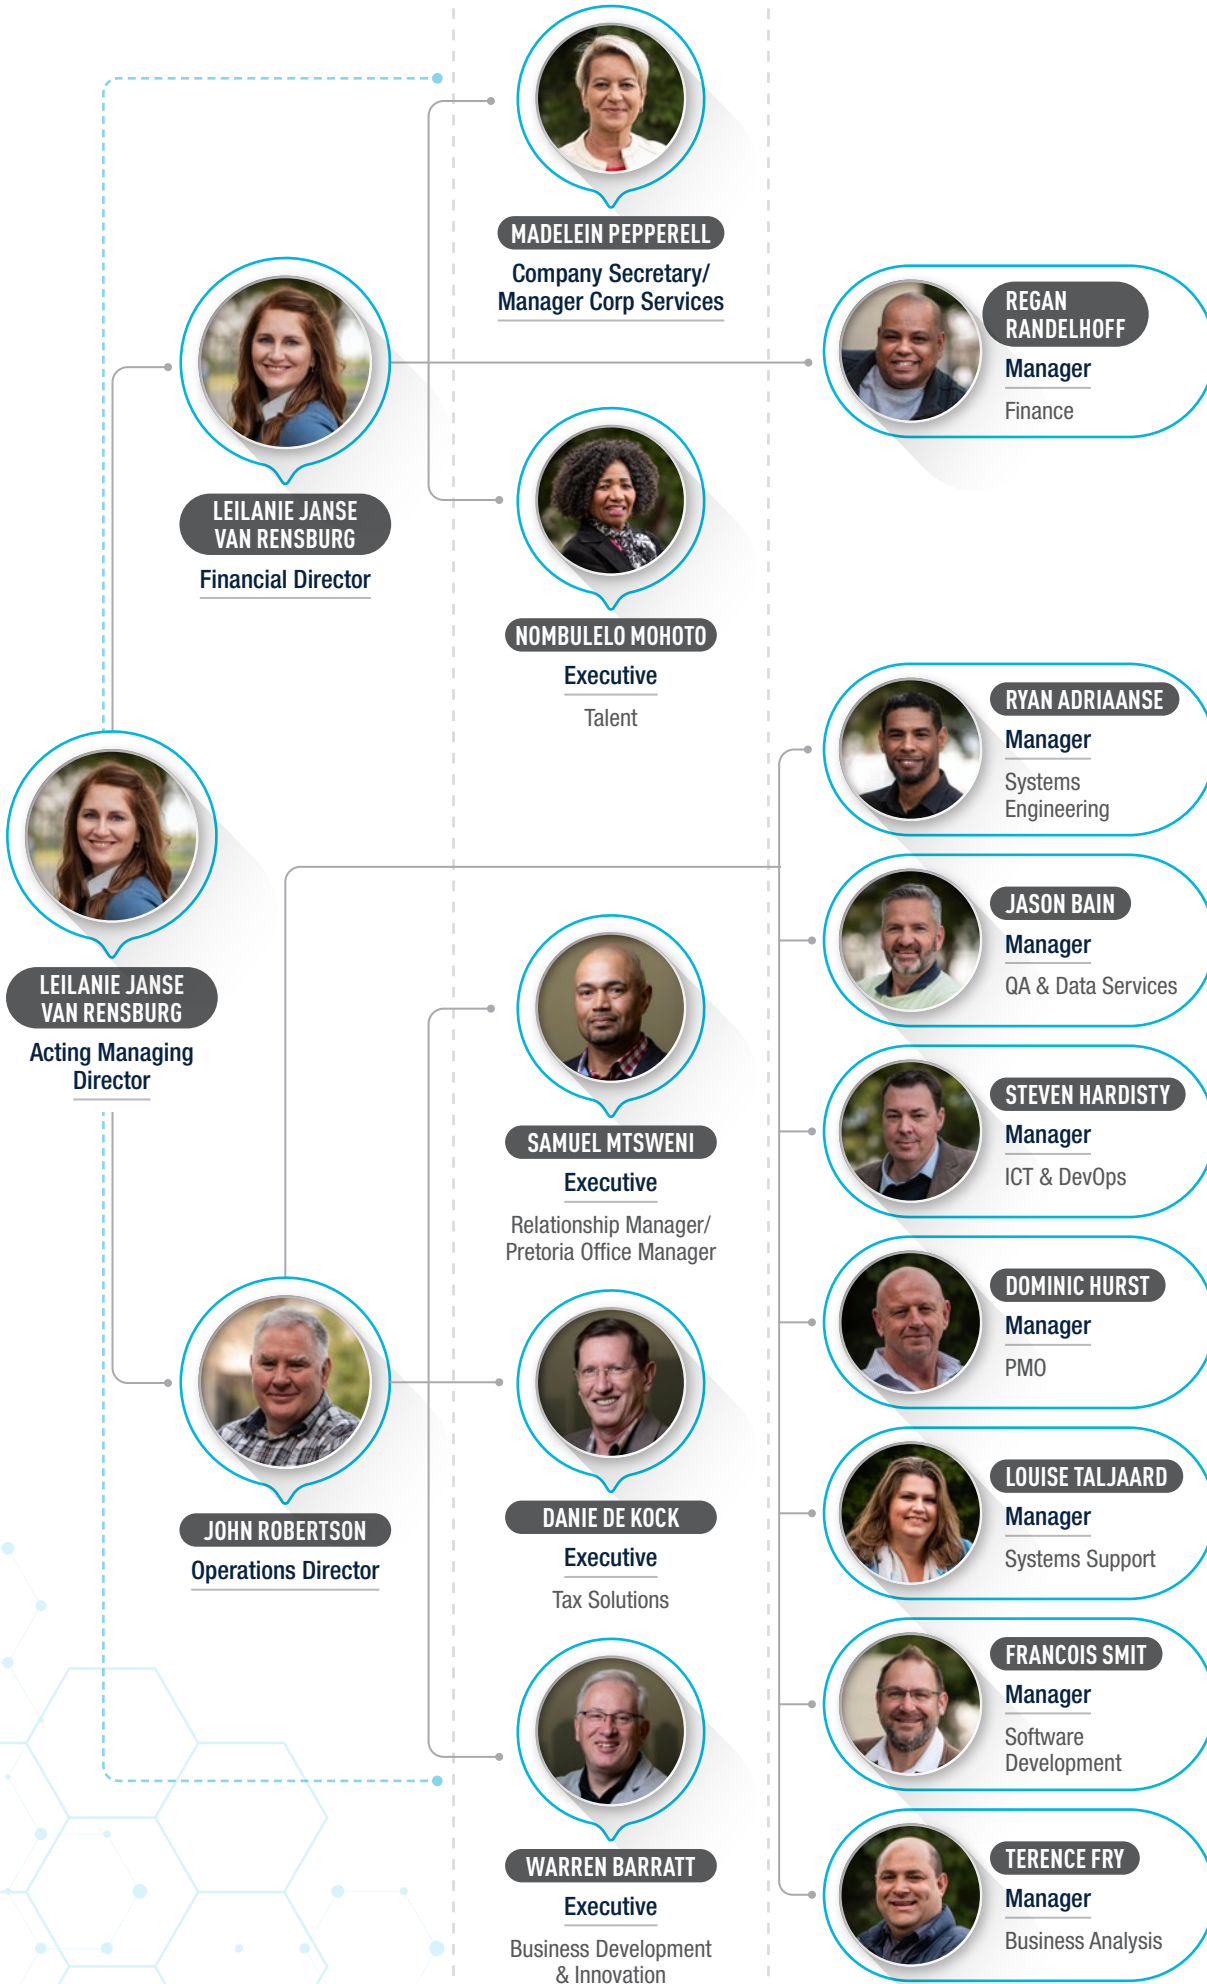 MADELEIN PEPPERELL
Company Secretary/
Manager Corp Services
REGAN
RANDELHOFF
Manager
Finance
LEILANIE JANSE
VAN RENSBURG
Financial Director
NOMBULELO MOHOTO
Executive
Talent
RYAN ADRIAANSE
Manager
Systems
Engineering
JASON BAIN
Manager
QA & Data Services
LEILANIE JANSE
VAN RENSBURG
Acting Managing
Director
STEVEN HARDISTY
Manager
ICT & DevOps
SAMUEL MTSWENI
Executive
Relationship Manager/
Pretoria Office Manager
DOMINIC HURST
Manager
PMO
JOHN ROBERTSON
Operations Director
DANIE DE KOCK
Executive
Tax Solutions
LOUISE TALJAARD
Manager
Systems Support
FRANCOIS SMIT
Manager
Software
Development
WARREN BARRATT
Executive
Business Development
& Innovation
TERENCE FRY
Manager
Business Analysis